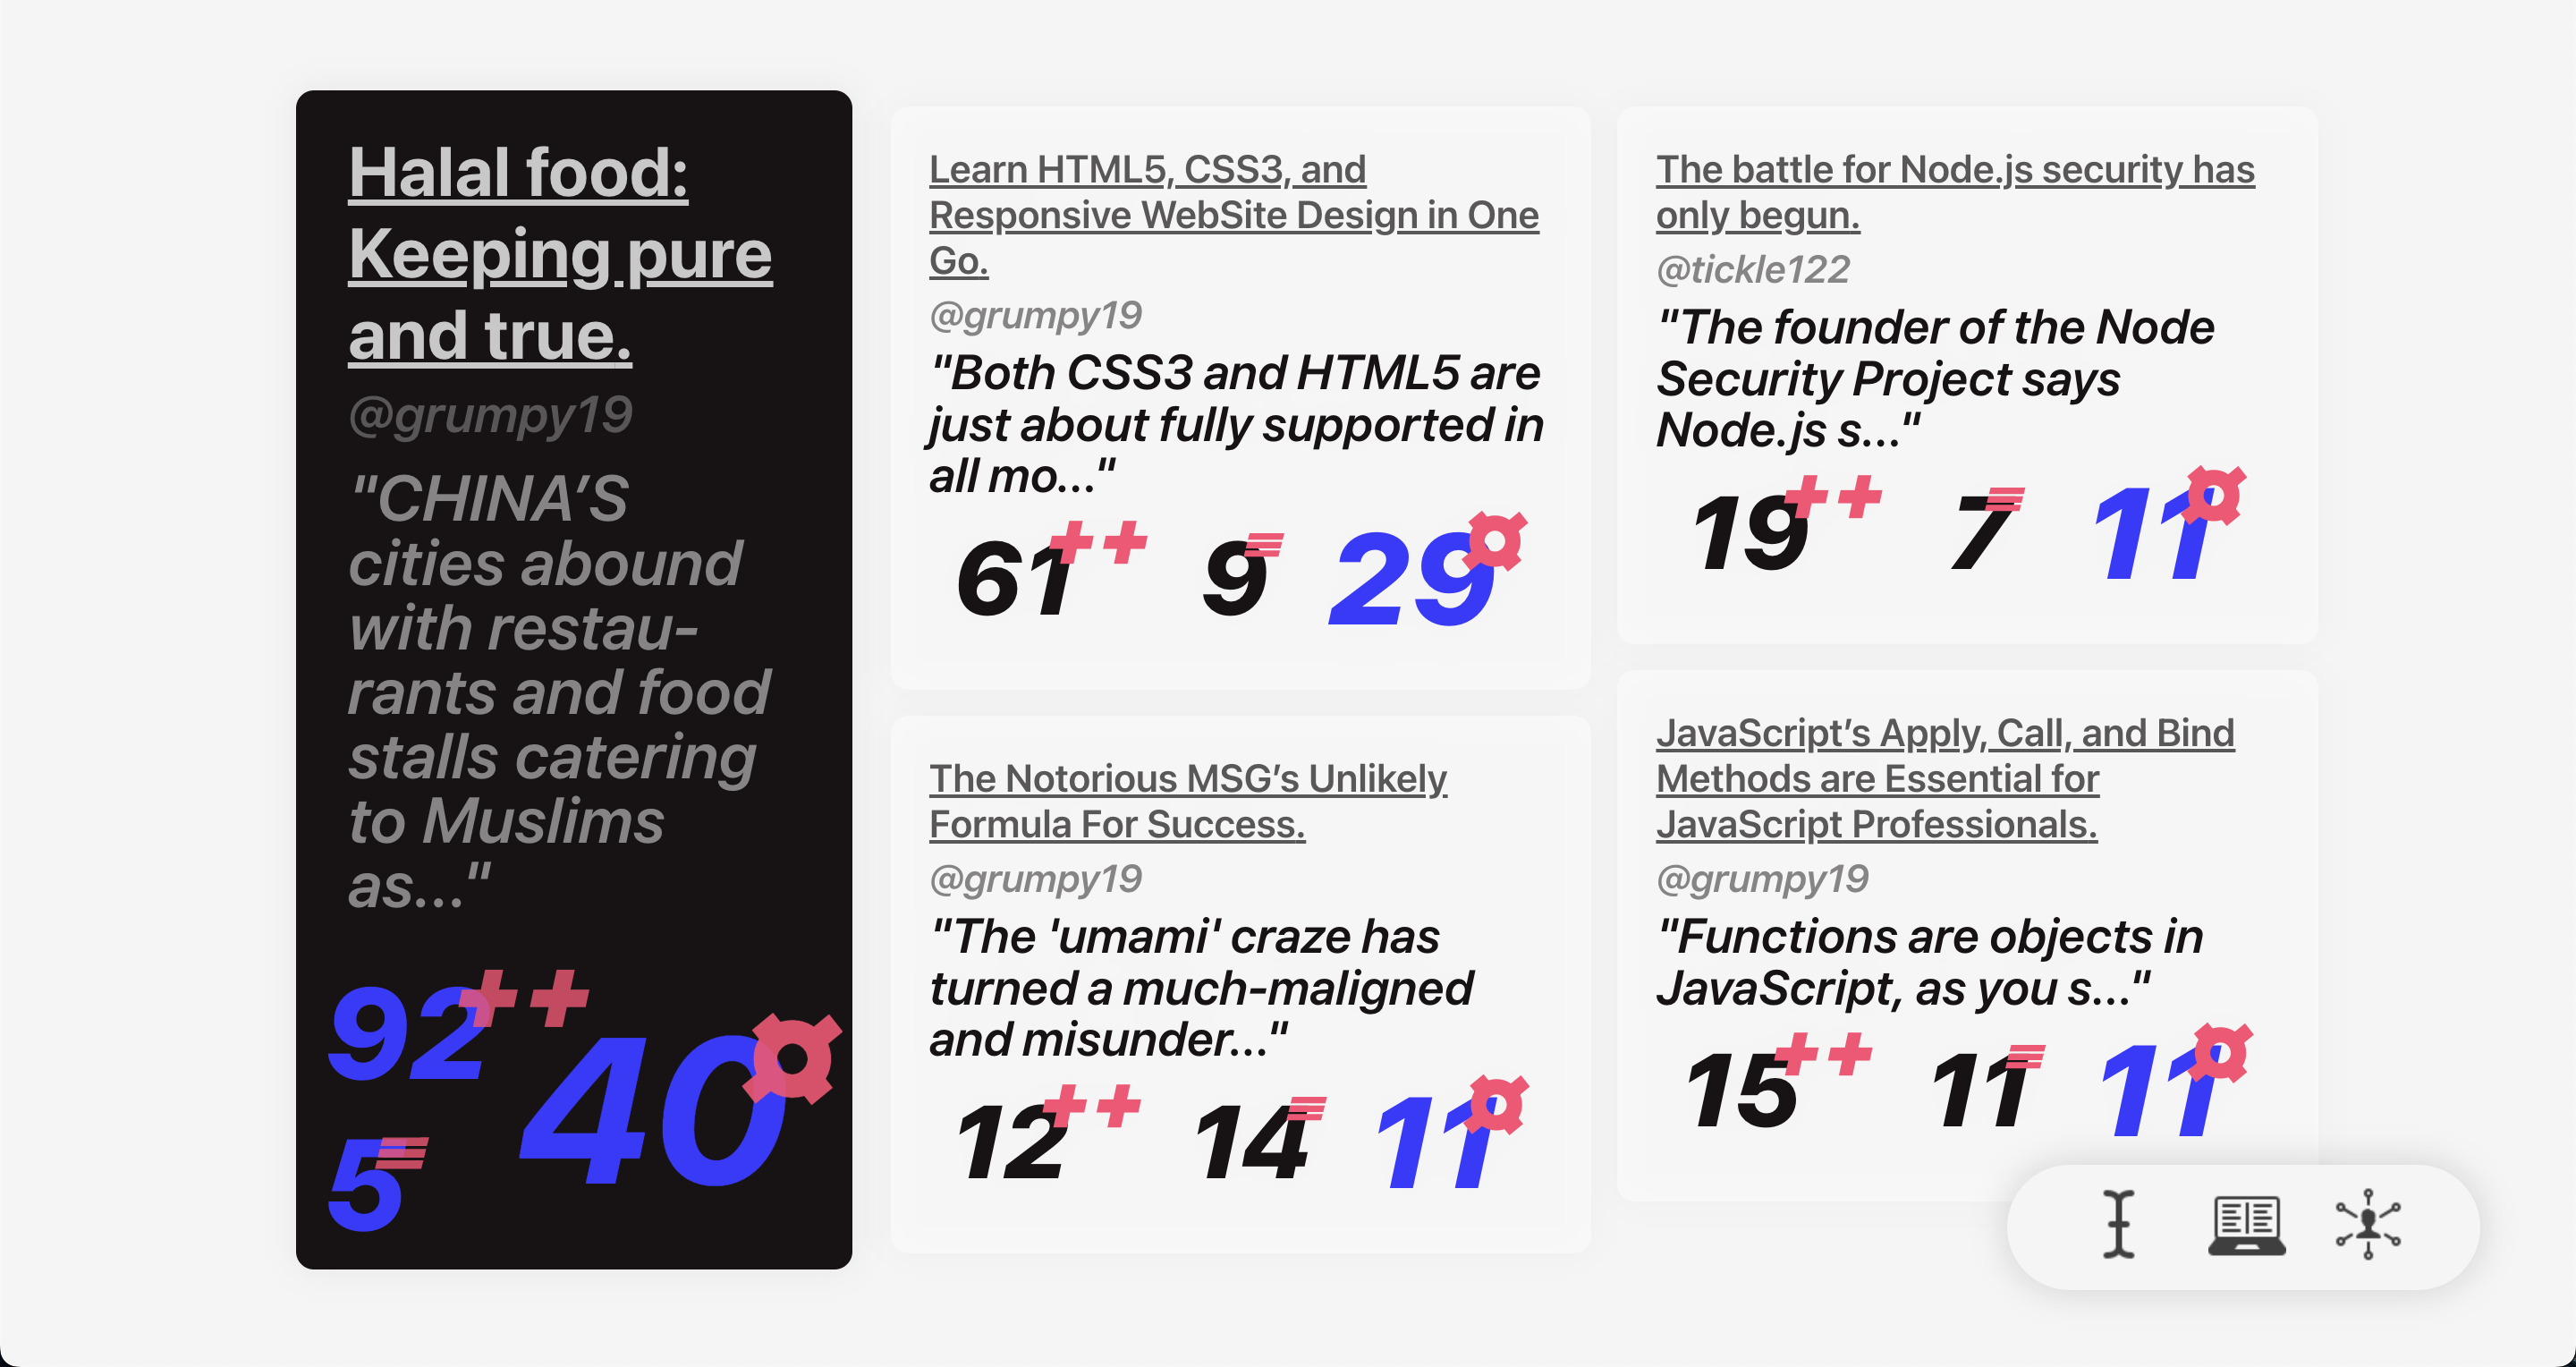 Halal food:
Keeping pure
and true.
@grumpy19
"CHINA’S
cities abound
with restau-
rants and food
stalls catering
to Muslims
as..."
92++
40¤
5
Learn HTML5, CSS3, and
Responsive WebSite Design in One
Go.
@grumpy19
"Both CSS3 and HTML5 are
just about fully supported in
all mo..."
61++ 9 29¤
The Notorious MSG’s Unlikely
Formula For Success.
@grumpy19
"The 'umami' craze has
turned a much-maligned
and misunder..."
12++ 14 11¤
The battle for Node.js security has
only begun.
@tickle122
"The founder of the Node
Security Project says
Node.js s..."
19++ 7 11¤
JavaScript’s Apply, Call, and Bind
Methods are Essential for
JavaScript Professionals.
@grumpy19
"Functions are objects in
JavaScript, as you s..."
15++ 11 11¤